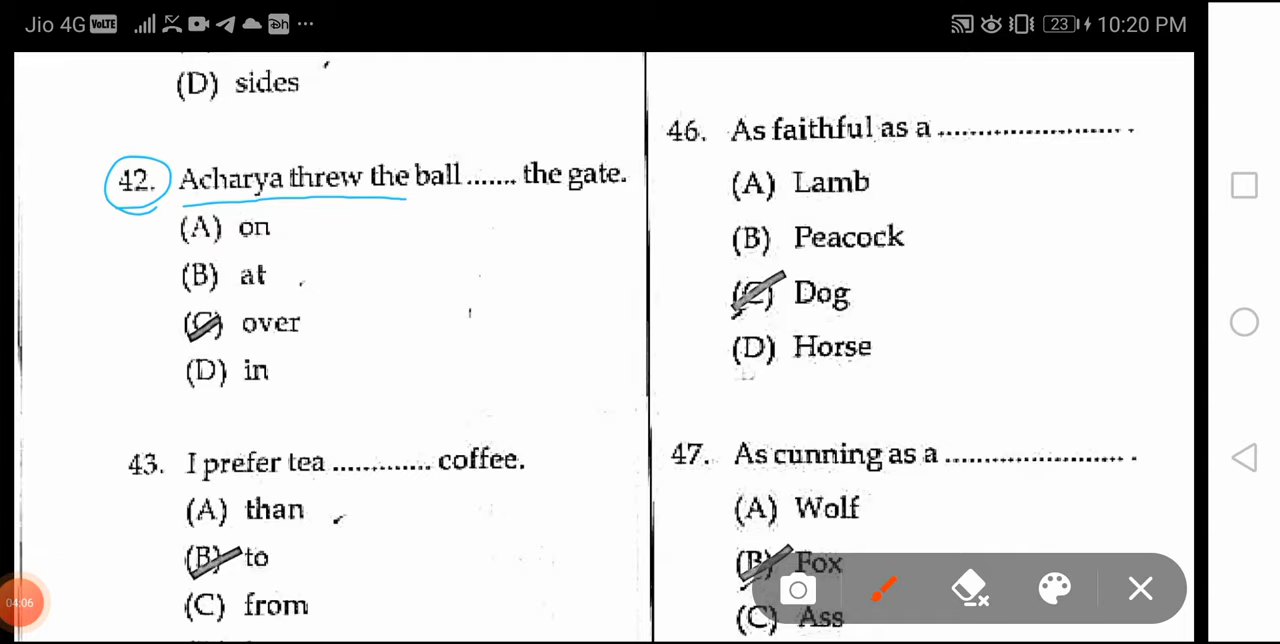 Jio 4G VoLTE
23 10:20 PM
(D) sides
42. Acharya threw the ball ....... the gate.
(A) on
(B) at
(C) over
(D) in
43. I prefer tea ............. coffee.
(A) than
(B) to
(C) from
46. As faithful as a ......................... .
(A) Lamb
(B) Peacock
(C) Dog
(D) Horse
47. As cunning as a ........................ .
(A) Wolf
(B) Fox
(C) Ass
04:06